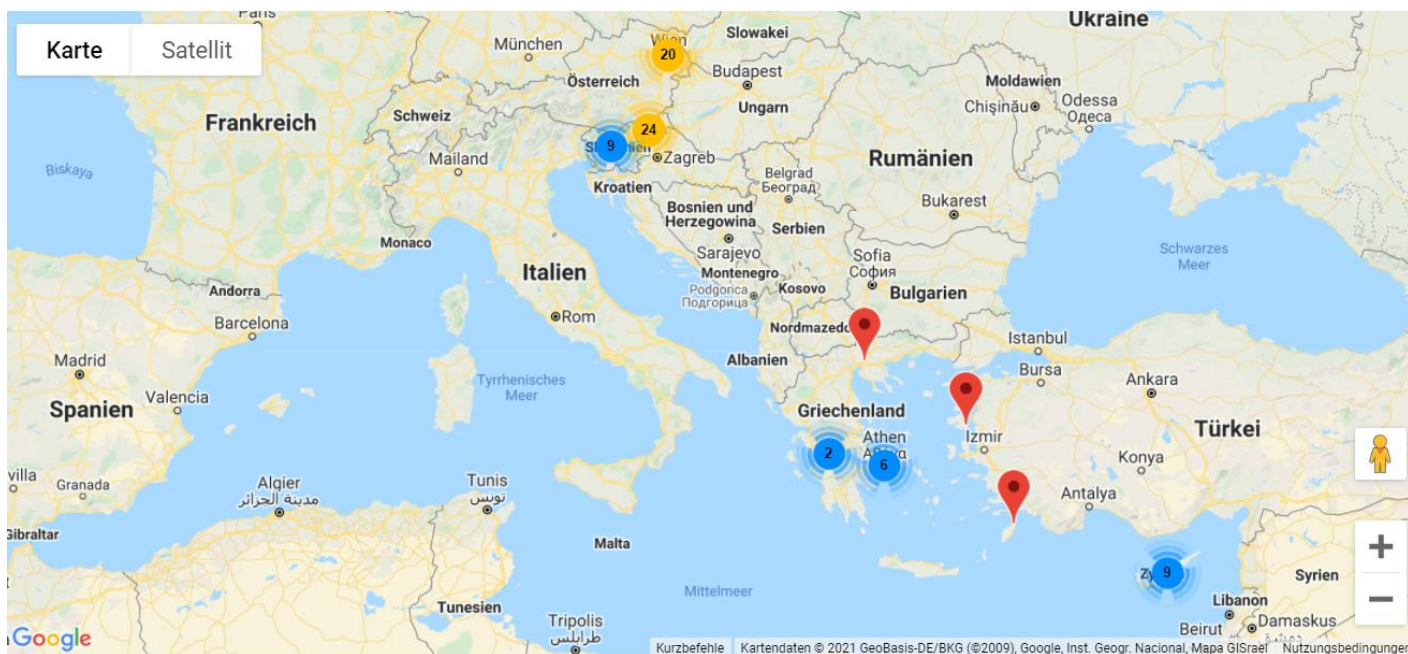 Paris
Ukraine
Karte
Satellit
München
Wien
20
Slowakei
Österreich
Budapest
Moldawien
Ungarn
Chișinău
Odessa
Одеса
Frankreich
Schweiz
24
9
Zagreb
Mailand
Rumänien
Biskaya
Kroatien
Belgrad
Београд
Bosnien und
Herzegowina
Bukarest
Serbien
Monaco
Sarajevo
Sofia
София
Schwarzes
Meer
Italien
Montenegro
Podgorica
Подгорица
Kosovo
Bulgarien
Andorra
Barcelona
Rom
Istanbul
Albanien
Bursa
Madrid
Tyrrhenisches
Meer
Ankara
Valencia
Spanien
Griechenland
Türkei
Athen
Izmir
2
6
Konya
Granada
Algier
مدينة الجزائر
Tunis
تونس
Antalya
Gibraltar
Malta
9
Syrien
Mittelmeer
Tunesien
Libanon
Tripolis
طرابلس
Beirut
Damaskus
دمشق
Google
Kurzbefehle
Kartendaten © 2021 GeoBasis-DE/BKG (©2009), Google, Inst. Geogr. Nacional, Mapa GISrael
Nutzungsbedingungen